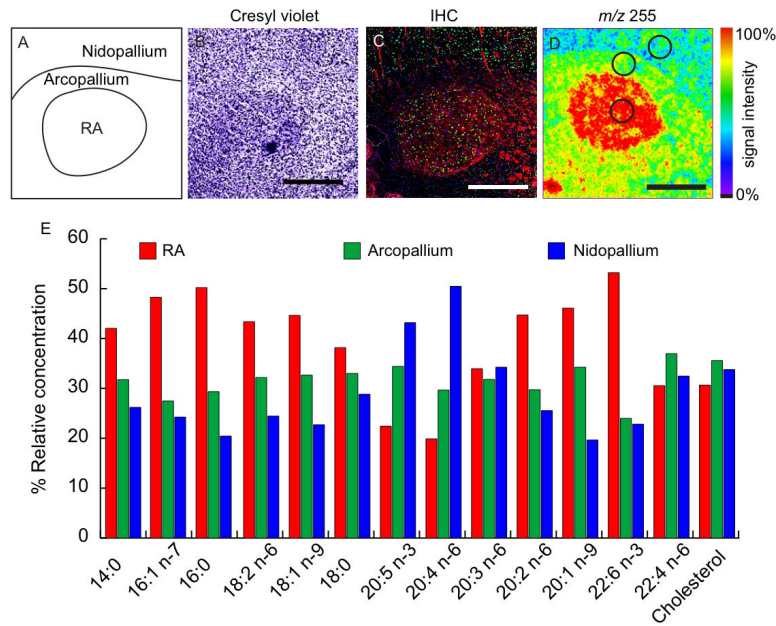 Cresyl violet
IHC
m/z 255
A
Nidopallium
Arcopallium
RA
B
C
D
100%
signal intensity
0%
E
60
50
40
30
20
10
0
% Relative concentration
RA
Arcopallium
Nidopallium
14:0
16:1 n-7
16:0
18:2 n-6
18:1 n-9
18:0
20:5 n-3
20:4 n-6
20:3 n-6
20:2 n-6
20:1 n-9
22:6 n-3
22:4 n-6
Cholesterol